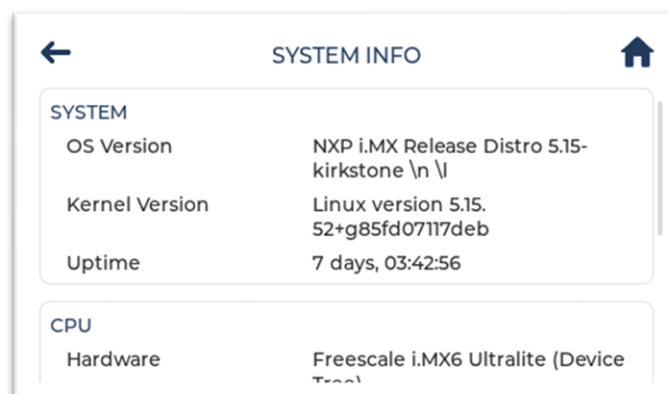 SYSTEM INFO
SYSTEM
OS Version NXP i.MX Release Distro 5.15-
kirkstone \n \l
Kernel Version Linux version 5.15.
52+g85fd07117deb
Uptime 7 days, 03:42:56
CPU
Hardware Freescale i.MX6 Ultralite (Device
Tree)